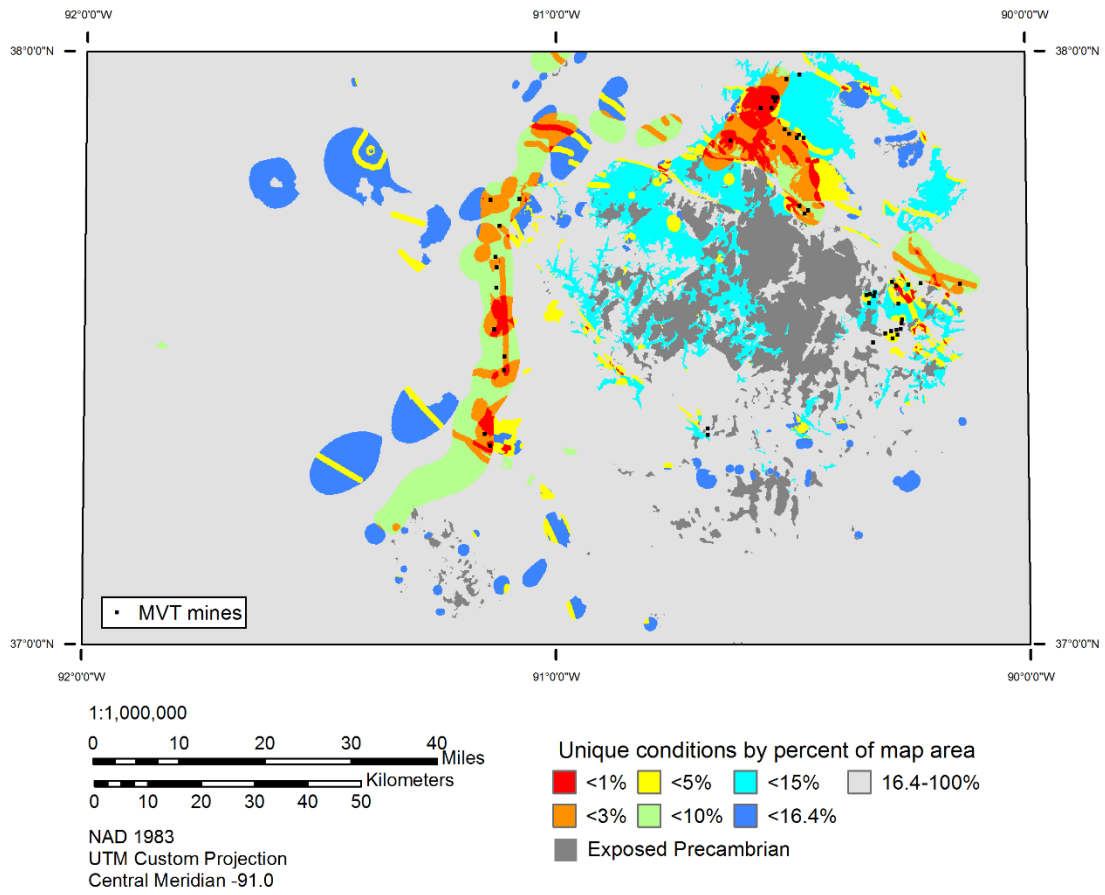 92°0'0"W 91°0'0"W 90°0'0"W
38°0'0"N 38°0'0"N
MVT mines
37°0'0"N 37°0'0"N
92°0'0"W 91°0'0"W 90°0'0"W
1:1,000,000
0 10 20 30 40
Miles
Kilometers
0 10 20 30 40 50
NAD 1983
UTM Custom Projection
Central Meridian -91.0
Unique conditions by percent of map area
<1% <5% <15% 16.4-100%
<3% <10% <16.4%
Exposed Precambrian